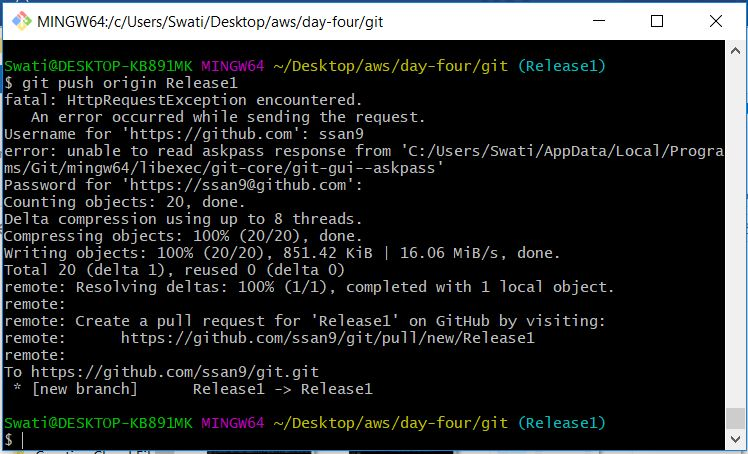 MINGW64:/c/Users/Swati/Desktop/aws/day-four/git
Swati@DESKTOP-KB891MK MINGW64 ~/Desktop/aws/day-four/git (Release1)
$ git push origin Release1
fatal: HttpRequestException encountered.
   An error occurred while sending the request.
Username for 'https://github.com': ssan9
error: unable to read askpass response from 'C:/Users/Swati/AppData/Local/Progra
ms/Git/mingw64/libexec/git-core/git-gui--askpass'
Password for 'https://ssan9@github.com':
Counting objects: 20, done.
Delta compression using up to 8 threads.
Compressing objects: 100% (20/20), done.
Writing objects: 100% (20/20), 851.42 KiB | 16.06 MiB/s, done.
Total 20 (delta 1), reused 0 (delta 0)
remote: Resolving deltas: 100% (1/1), completed with 1 local object.
remote:
remote: Create a pull request for 'Release1' on GitHub by visiting:
remote:      https://github.com/ssan9/git/pull/new/Release1
remote:
To https://github.com/ssan9/git.git
 * [new branch]      Release1 -> Release1
Swati@DESKTOP-KB891MK MINGW64 ~/Desktop/aws/day-four/git (Release1)
$